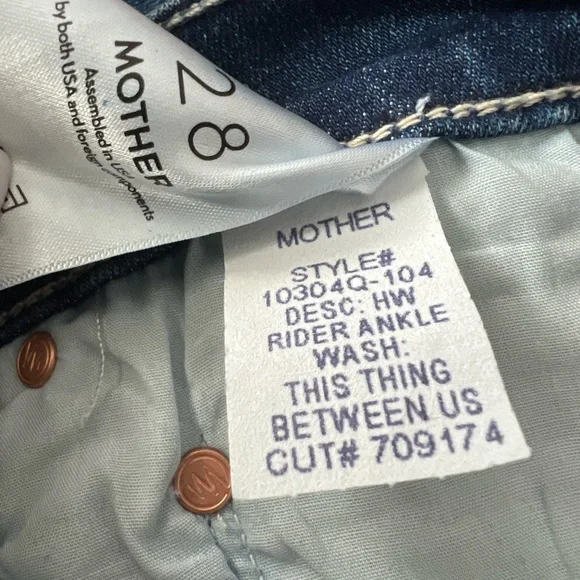 28
MOTHER
Assembled in USA
by both USA and foreign components
MOTHER
STYLE#
10304Q-104
DESC: HW
RIDER ANKLE
WASH:
THIS THING
BETWEEN US
CUT# 709174